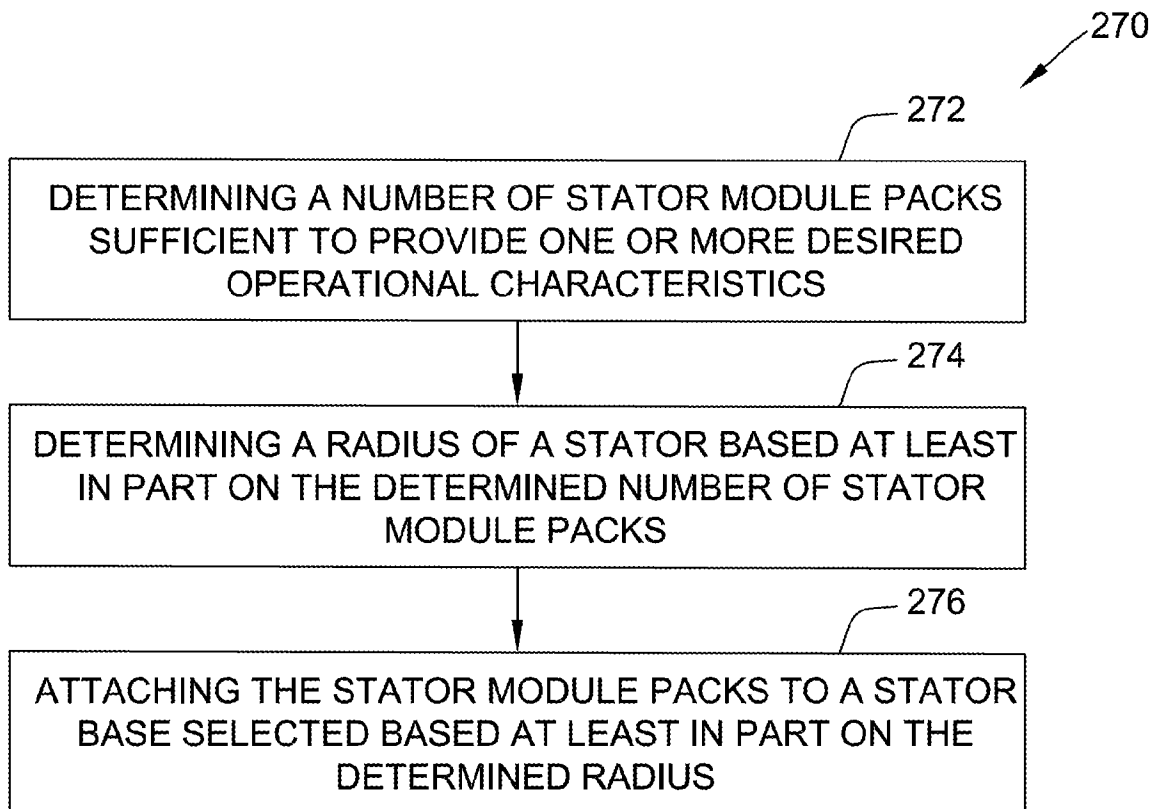 270
272
DETERMINING A NUMBER OF STATOR MODULE PACKS
SUFFICIENT TO PROVIDE ONE OR MORE DESIRED
OPERATIONAL CHARACTERISTICS
274
DETERMINING A RADIUS OF A STATOR BASED AT LEAST
IN PART ON THE DETERMINED NUMBER OF STATOR
MODULE PACKS
276
ATTACHING THE STATOR MODULE PACKS TO A STATOR
BASE SELECTED BASED AT LEAST IN PART ON THE
DETERMINED RADIUS